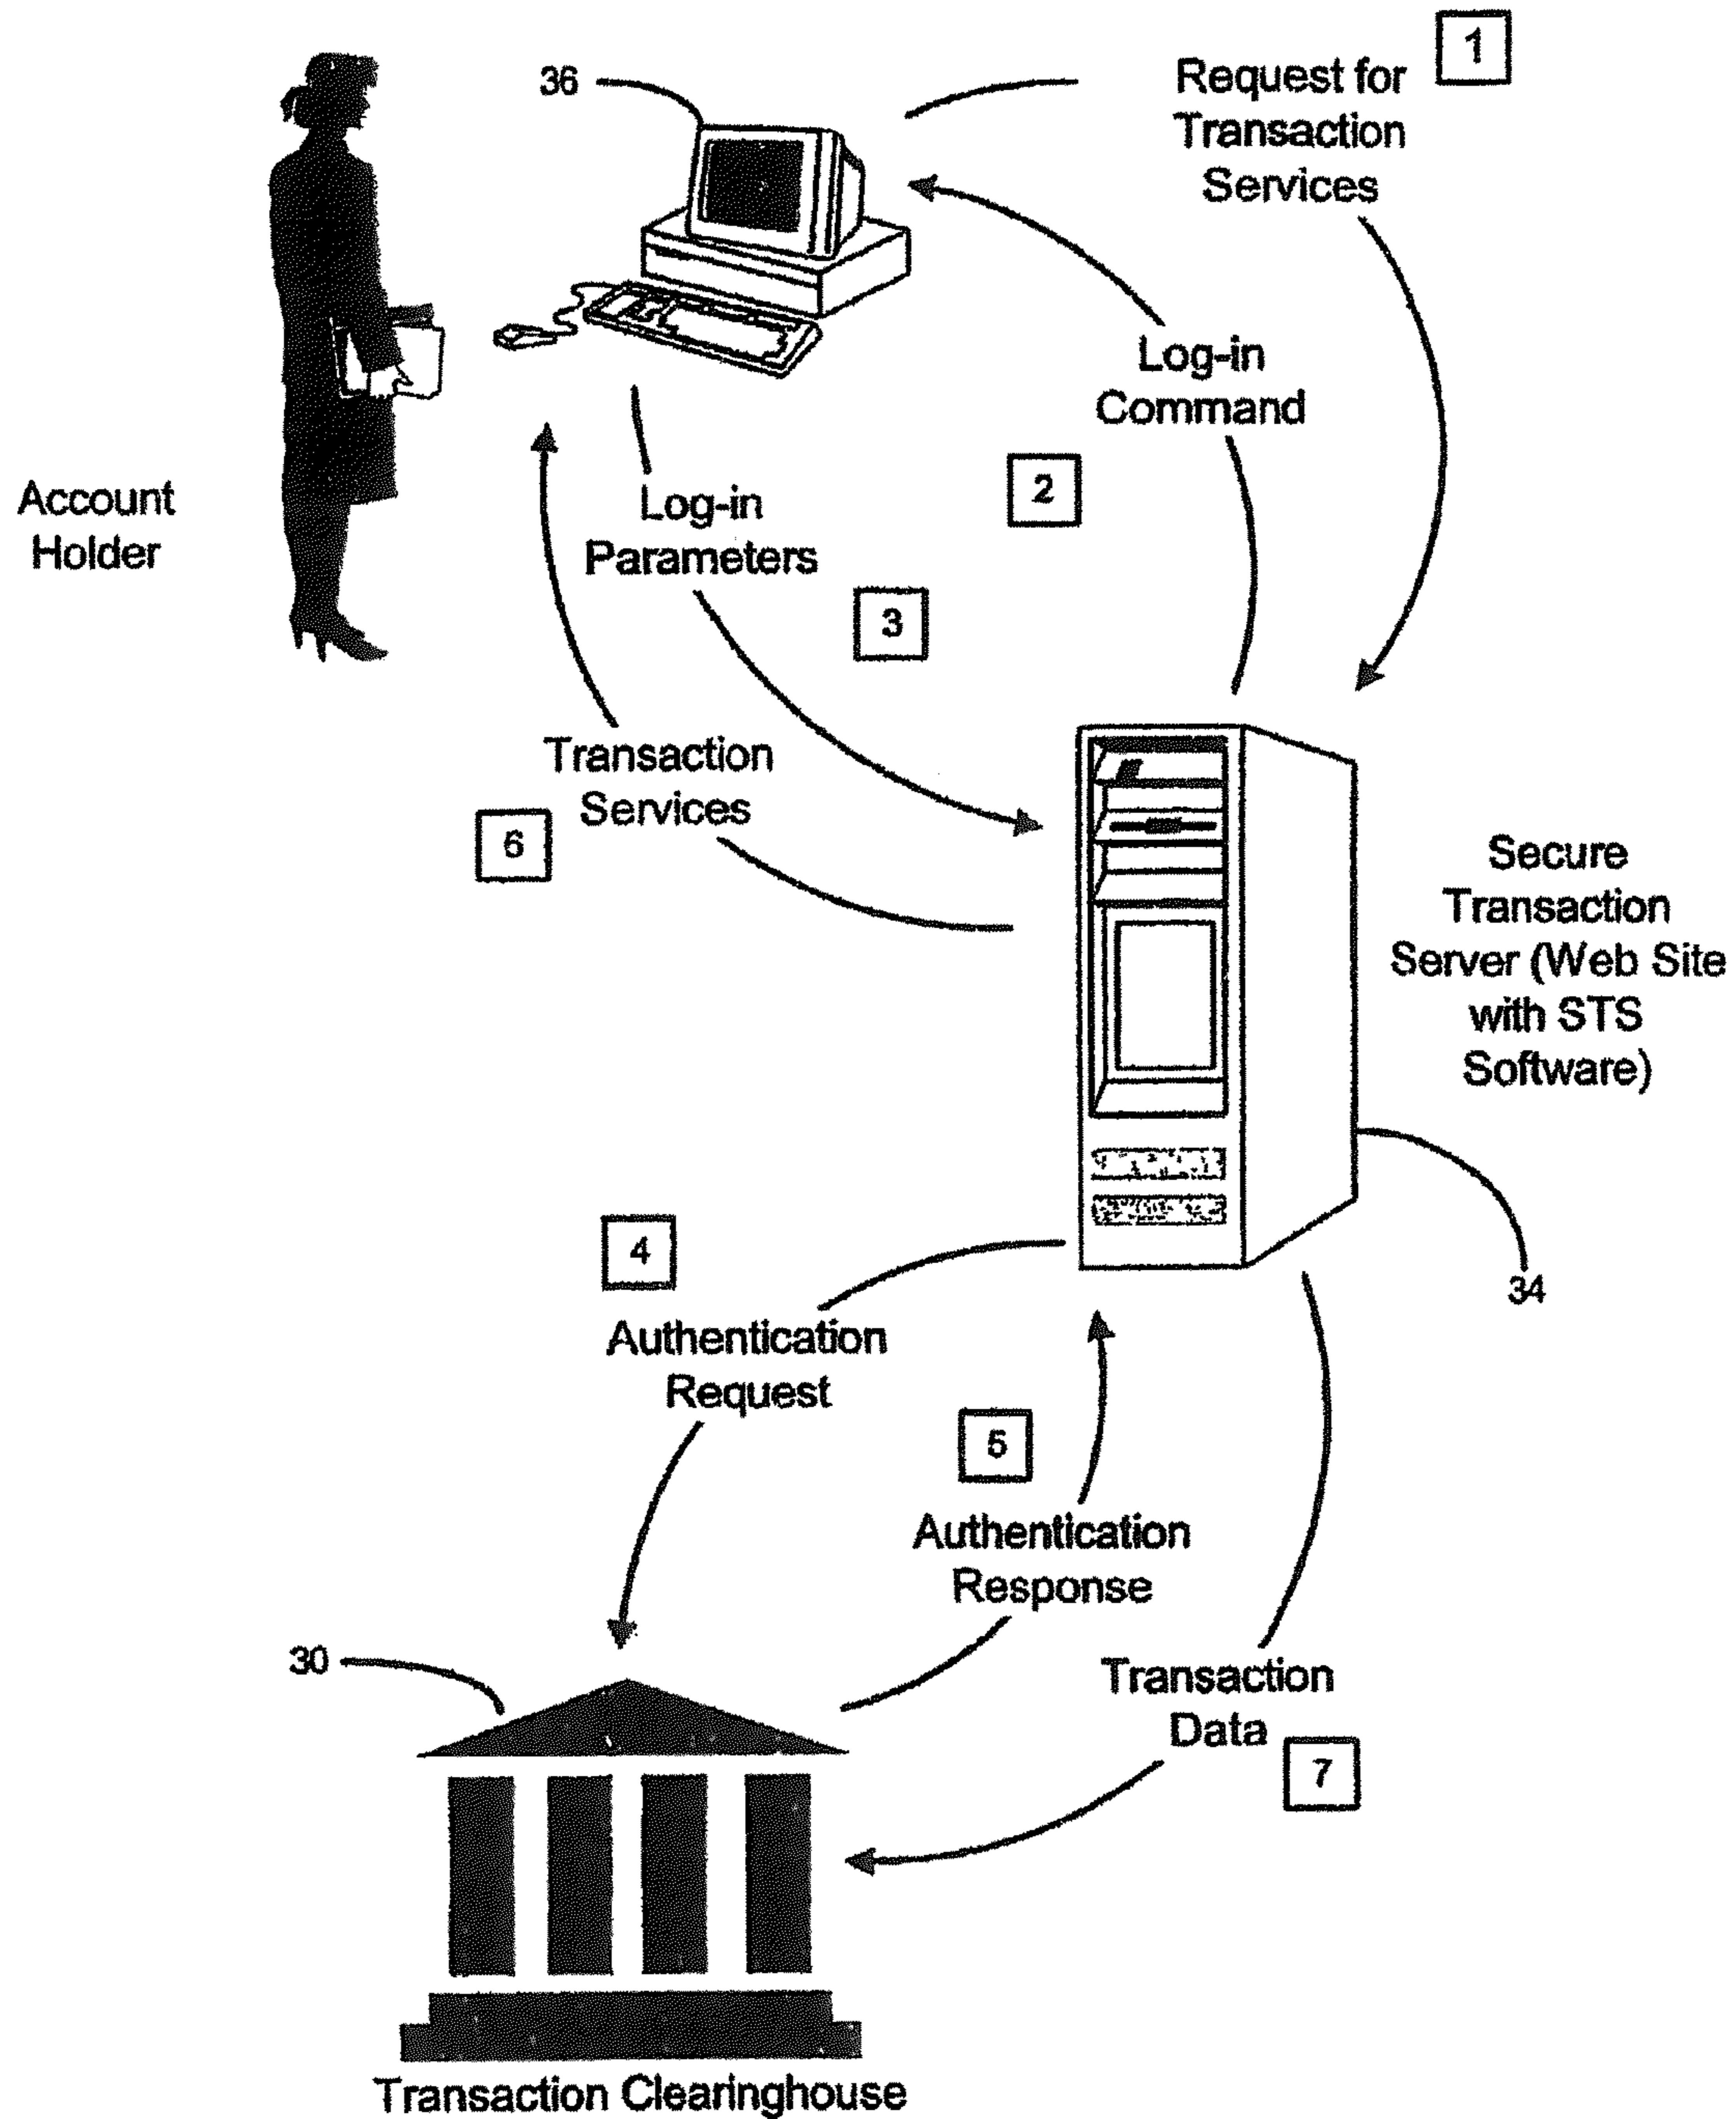 1
Request for
Transaction
Services
36
Log-in
Command
2
Account
Holder
Log-in
Parameters
3
Transaction
Services
6
Secure
Transaction
Server (Web Site
with STS
Software)
34
4
Authentication
Request
5
Authentication
Response
30
Transaction
Data
7
Transaction Clearinghouse